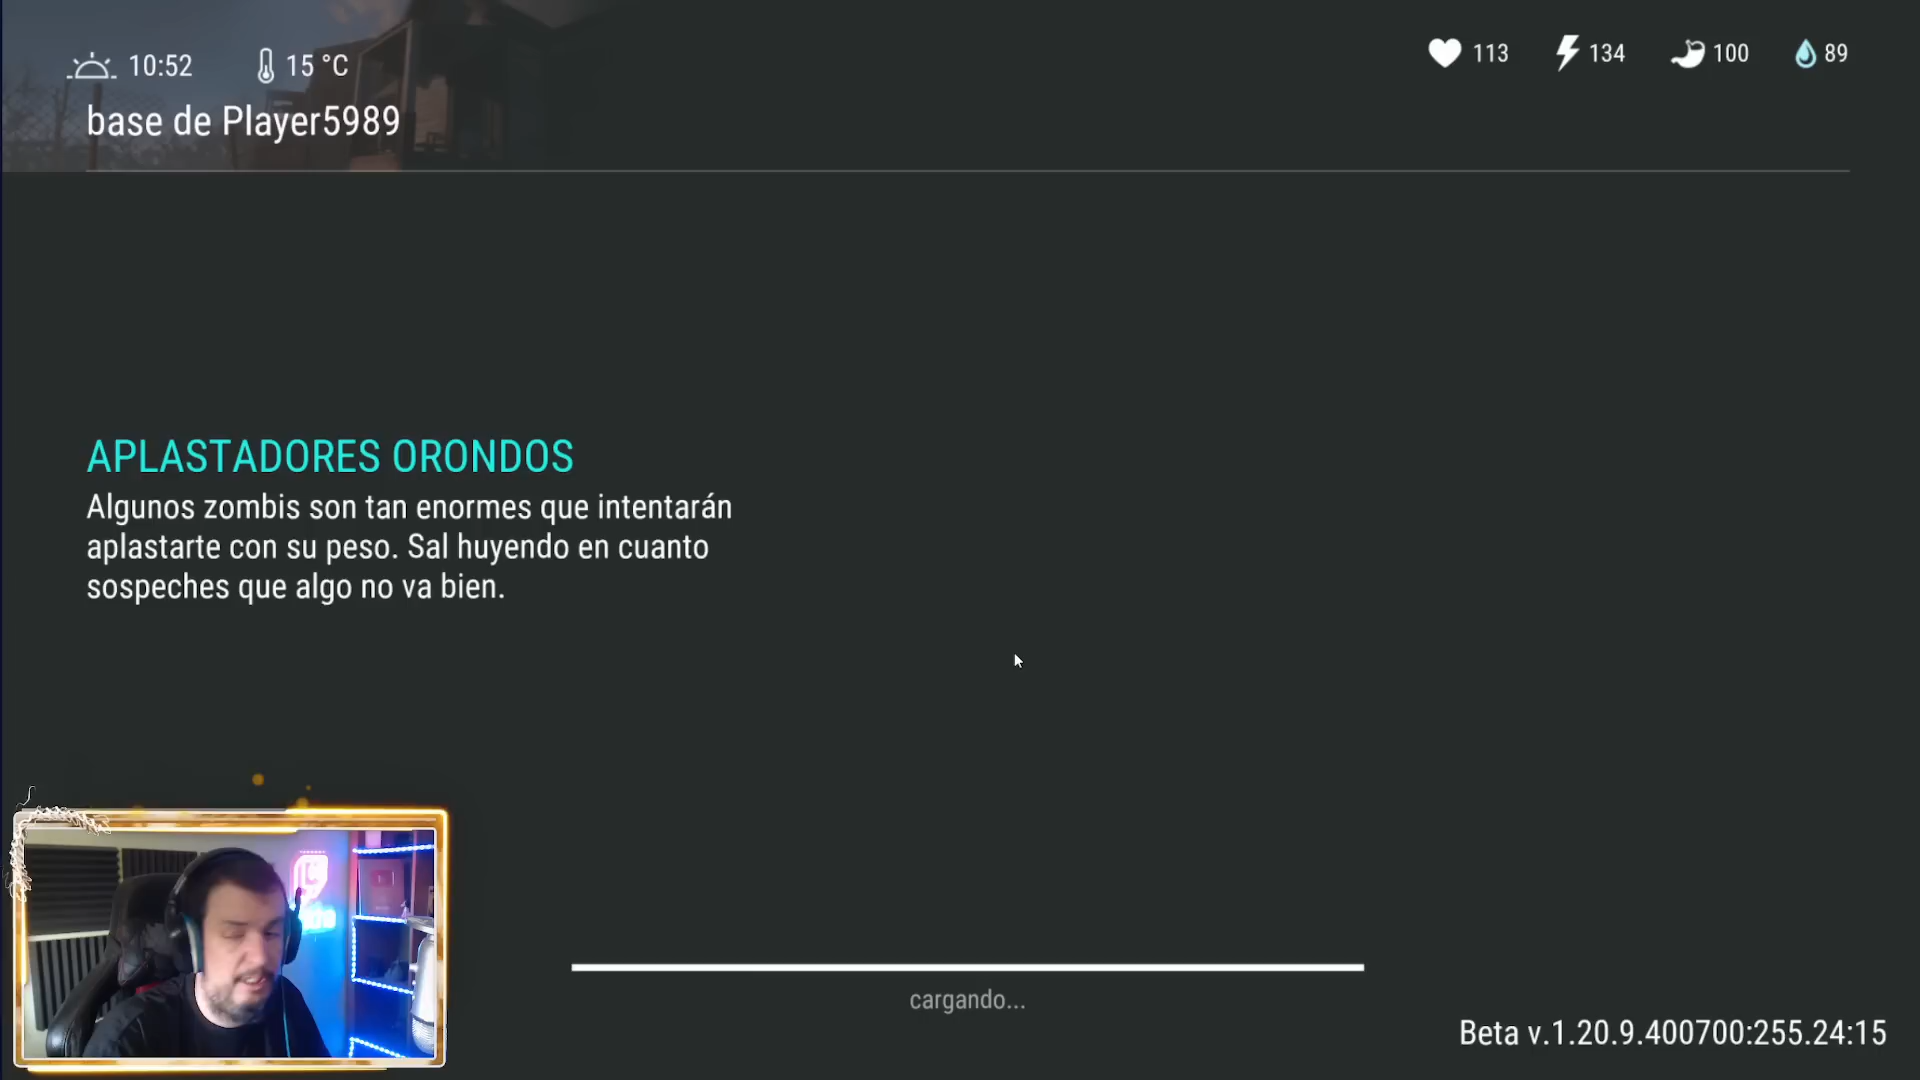 10:52
15 °C
113
134
100
89
base de Player5989
APLASTADORES ORONDOS
Algunos zombis son tan enormes que intentarán
aplastarte con su peso. Sal huyendo en cuanto
sospeches que algo no va bien.
cargando...
Beta v.1.20.9.400700:255.24:15